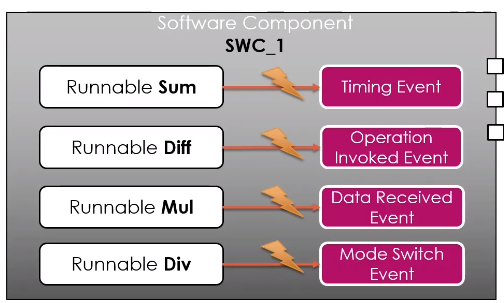 Software Component
SWC_1
Runnable Sum
Timing Event
Runnable Diff
Operation
Invoked Event
Runnable Mul
Data Received
Event
Runnable Div
Mode Switch
Event